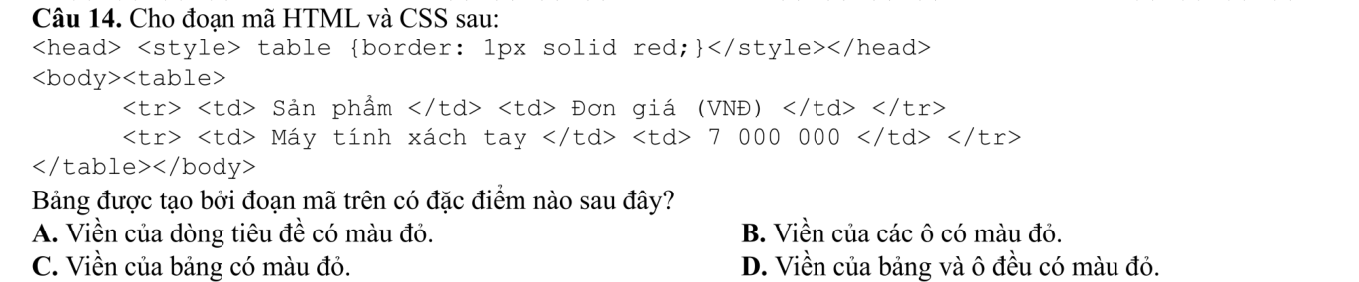 Câu 14. Cho đoạn mã HTML và CSS sau:
<head> <style> table {border: 1px solid red;}</style></head>
<body><table>
<tr> <td> Sản phẩm </td> <td> Đơn giá (VNĐ) </td> </tr>
<tr> <td> Máy tính xách tay </td> <td> 7 000 000 </td> </tr>
</table></body>
Bảng được tạo bởi đoạn mã trên có đặc điểm nào sau đây?
A. Viền của dòng tiêu đề có màu đỏ. B. Viền của các ô có màu đỏ.
C. Viền của bảng có màu đỏ. D. Viền của bảng và ô đều có màu đỏ.